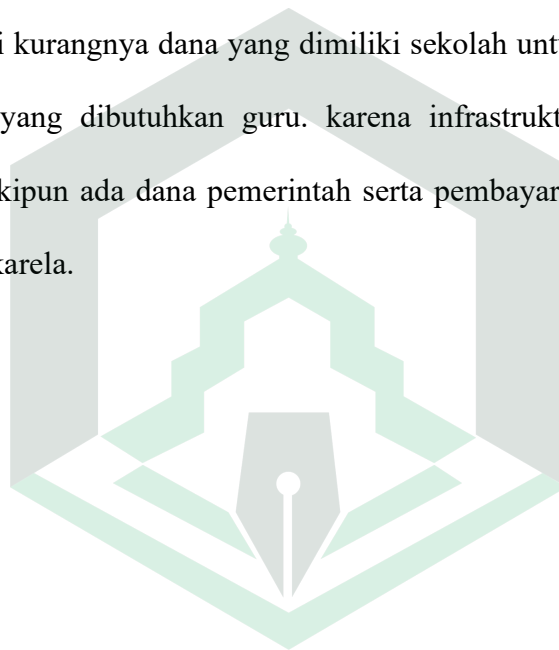 i kurangnya dana yang dimiliki sekolah unt
yang dibutuhkan guru. karena infrastrukt
kipun ada dana pemerintah serta pembayar
karela.